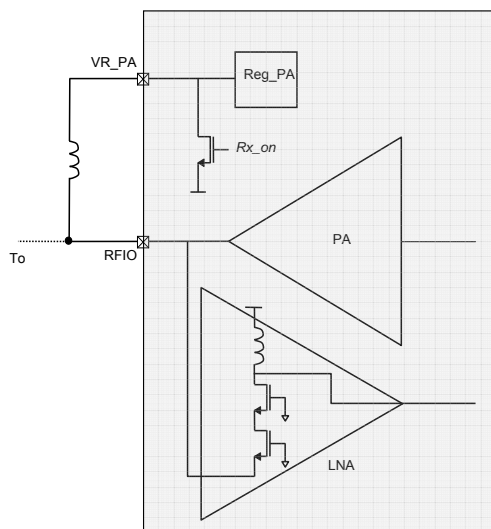 VR_PA
Reg_PA
Rx_on
PA
RFIO
To
LNA